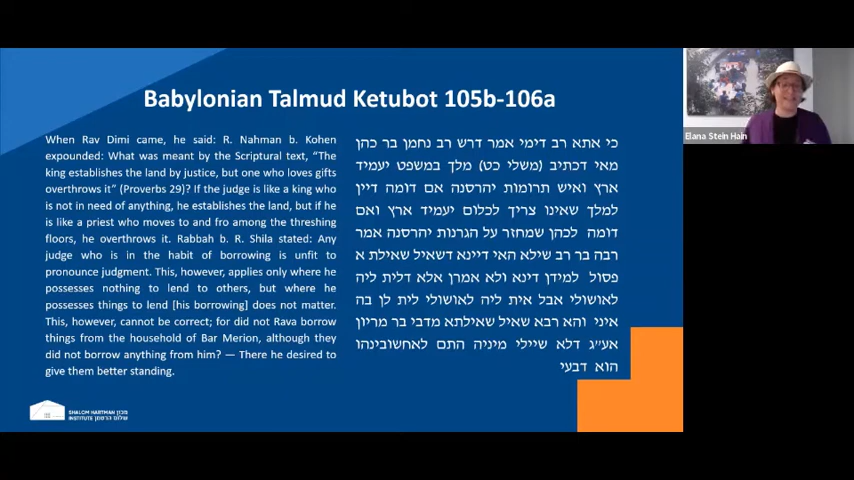 Babylonian Talmud Ketubot 105b-106a
When Rav Dimi came, he said: R. Nahman b. Kohen
expounded: What was meant by the Scriptural text, "The
king establishes the land by justice, but one who loves gifts
overthrows it" (Proverbs 29)? If the judge is like a king who
is not in need of anything, he establishes the land, but if he
is like a priest who moves to and fro among the threshing
floors, he overthrows it. Rabbah b. R. Shila stated: Any
judge who is in the habit of borrowing is unfit to
pronounce judgment. This, however, applies only where he
possesses nothing to lend to others, but where he
possesses things to lend [his borrowing] does not matter.
This, however, cannot be correct; for did not Rava borrow
things from the household of Bar Merion, although they
did not borrow anything from him? — There he desired to
give them better standing.
כי אתא רב דימי אמר דרש רב נחמן בר כהן
מאי דכתיב (משלי כט) מלך במשפט יעמיד
ארץ ואיש תרומות יהרסנה אם דומה דיין
למלך שאינו צריך לכלום יעמיד ארץ ואם
דומה לכהן שמחזר על הגרנות יהרסנה אמר
רבה בר רב שילא האי דיינא דשאיל שאילת א
פסול למידן דינא ולא אמרן אלא דלית ליה
לאושולי אבל אית ליה לאושולי לית לן בה
איני והא רבא שאיל שאילתא מדבי בר מריון
אע״ג דלא שיילי מיניה התם לאחשובינהו
הוא דבעי
SHALOM HARTMAN מכון
INSTITUTE שלום הרטמן
Elana Stein Hain